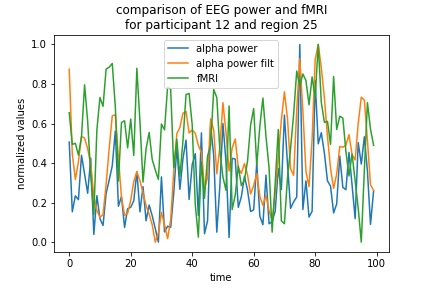 comparison of EEG power and fMRI
for participant 12 and region 25
alpha power
alpha power filt
fMRI
normalized values
1.0
0.8
0.6
0.4
0.2
0.0
0
20
40
60
80
100
time